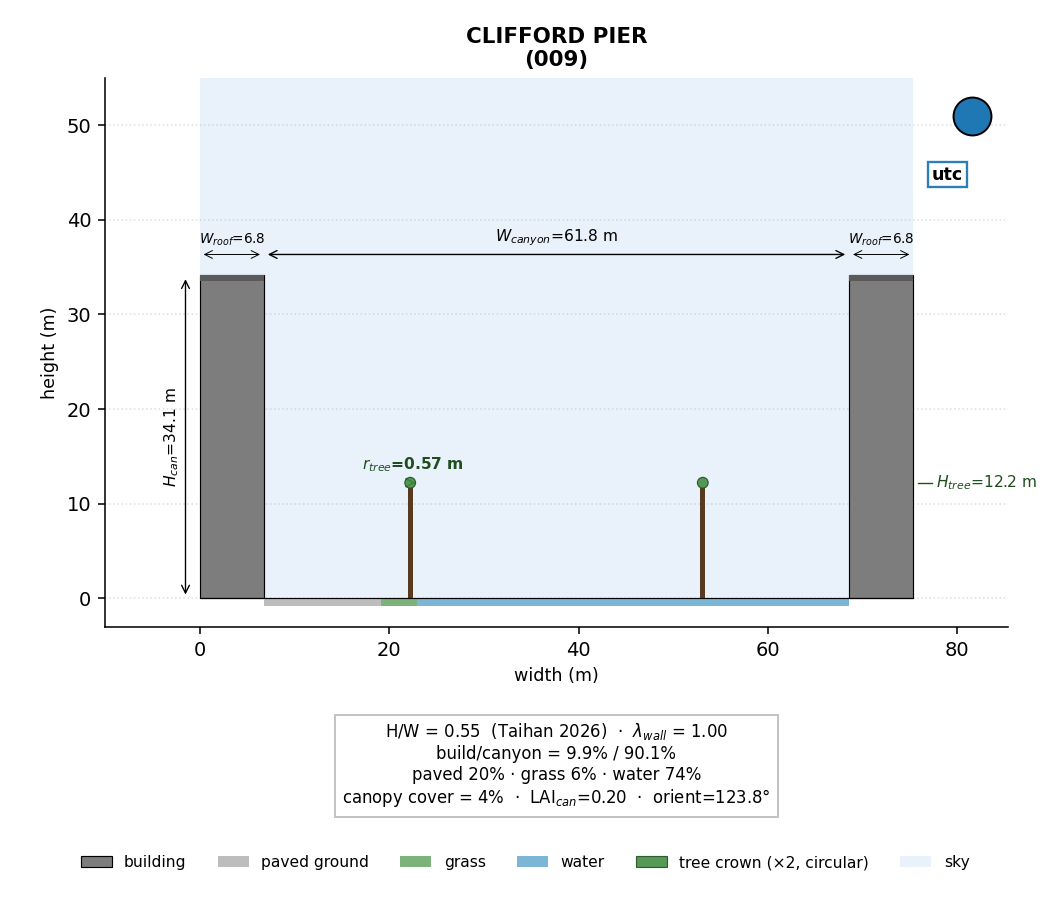 CLIFFORD PIER
(009)
50
40
30
20
10
0
height (m)
utc
W_roof=6.8
W_canyon=61.8 m
W_roof=6.8
H_can=34.1 m
r_tree=0.57 m
H_tree=12.2 m
0
20
40
60
80
width (m)
H/W = 0.55 (Taihan 2026) · λ_wall = 1.00
build/canyon = 9.9% / 90.1%
paved 20% · grass 6% · water 74%
canopy cover = 4% · LAI_can=0.20 · orient=123.8°
building
paved ground
grass
water
tree crown (×2, circular)
sky